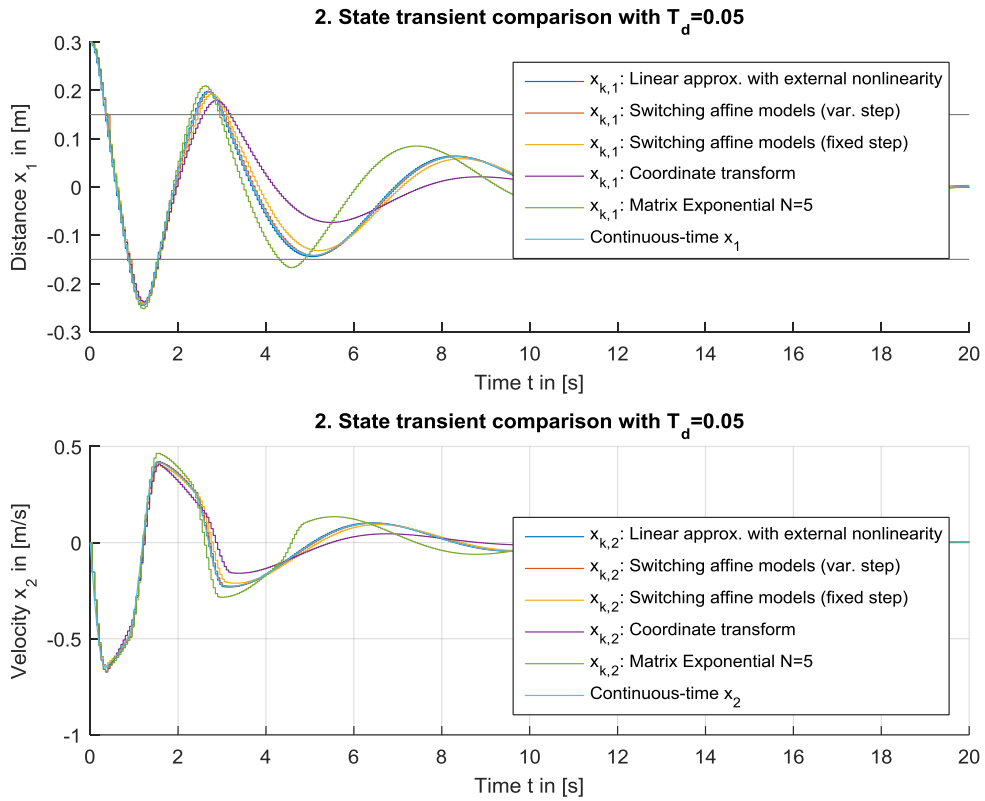 2. State transient comparison with T_d=0.05
Distance x_1 in [m]
0.3
0.2
0.1
0
-0.1
-0.2
-0.3
x_k,1: Linear approx. with external nonlinearity
x_k,1: Switching affine models (var. step)
x_k,1: Switching affine models (fixed step)
x_k,1: Coordinate transform
x_k,1: Matrix Exponential N=5
Continuous-time x_1
0 2 4 6 8 10 12 14 16 18 20
Time t in [s]
2. State transient comparison with T_d=0.05
Velocity x_2 in [m/s]
0.5
0
-0.5
-1
x_k,2: Linear approx. with external nonlinearity
x_k,2: Switching affine models (var. step)
x_k,2: Switching affine models (fixed step)
x_k,2: Coordinate transform
x_k,2: Matrix Exponential N=5
Continuous-time x_2
0 2 4 6 8 10 12 14 16 18 20
Time t in [s]